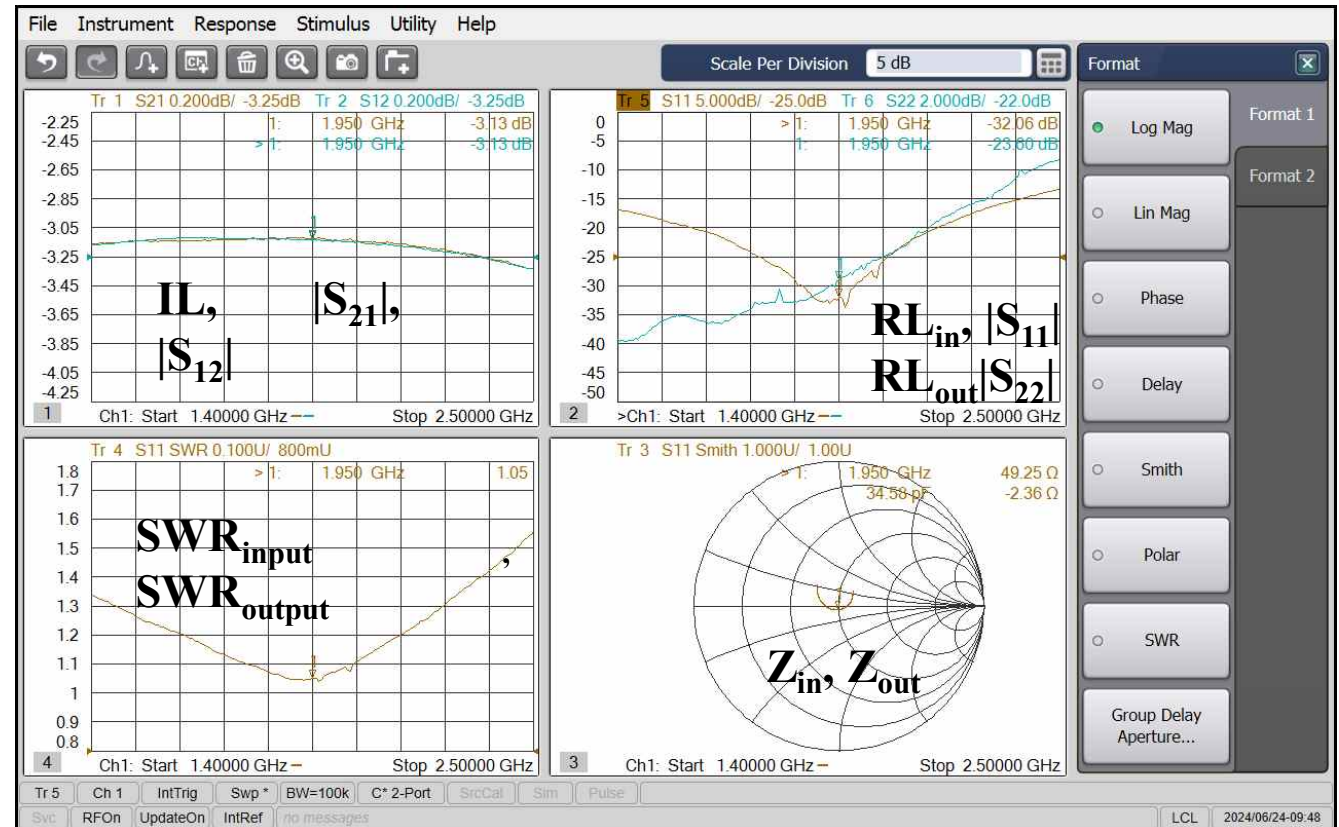 File Instrument Response Stimulus Utility Help
Scale Per Division 5 dB
Format
Format 1
Format 2
Log Mag
Lin Mag
Phase
Delay
Smith
Polar
SWR
Group Delay
Aperture...
Tr 1 S21 0.200dB/ -3.25dB Tr 2 S12 0.200dB/ -3.25dB
1: 1.950 GHz -3.13 dB
> 1: 1.950 GHz -3.13 dB
-2.25
-2.45
-2.65
-2.85
-3.05
-3.25
-3.45
-3.65
-3.85
-4.05
-4.25
1
IL, |S21|,
|S12|
1 Ch1: Start 1.40000 GHz Stop 2.50000 GHz
Tr 5 S11 5.000dB/ -25.0dB Tr 6 S22 2.000dB/ -22.0dB
> 1: 1.950 GHz -32.06 dB
1: 1.950 GHz -23.80 dB
0
-5
-10
-15
-20
-25
-30
-35
-40
-45
-50
RLin, |S11|
RLout|S22|
2 >Ch1: Start 1.40000 GHz Stop 2.50000 GHz
Tr 4 S11 SWR 0.100U/ 800mU
> 1: 1.950 GHz 1.05
1.8
1.7
1.6
1.5
1.4
1.3
1.2
1.1
1
0.9
0.8
1
SWRinput ,
SWRoutput
4 Ch1: Start 1.40000 GHz Stop 2.50000 GHz
Tr 3 S11 Smith 1.000U/ 1.00U
> 1: 1.950 GHz 49.25 Ω
34.58 pF -2.36 Ω
Zin, Zout
3 Ch1: Start 1.40000 GHz Stop 2.50000 GHz
Tr 5 Ch 1 IntTrig Swp * BW=100k C* 2-Port SrcCal Sim Pulse
Svc RFOn UpdateOn IntRef no messages LCL 2024/06/24-09:48